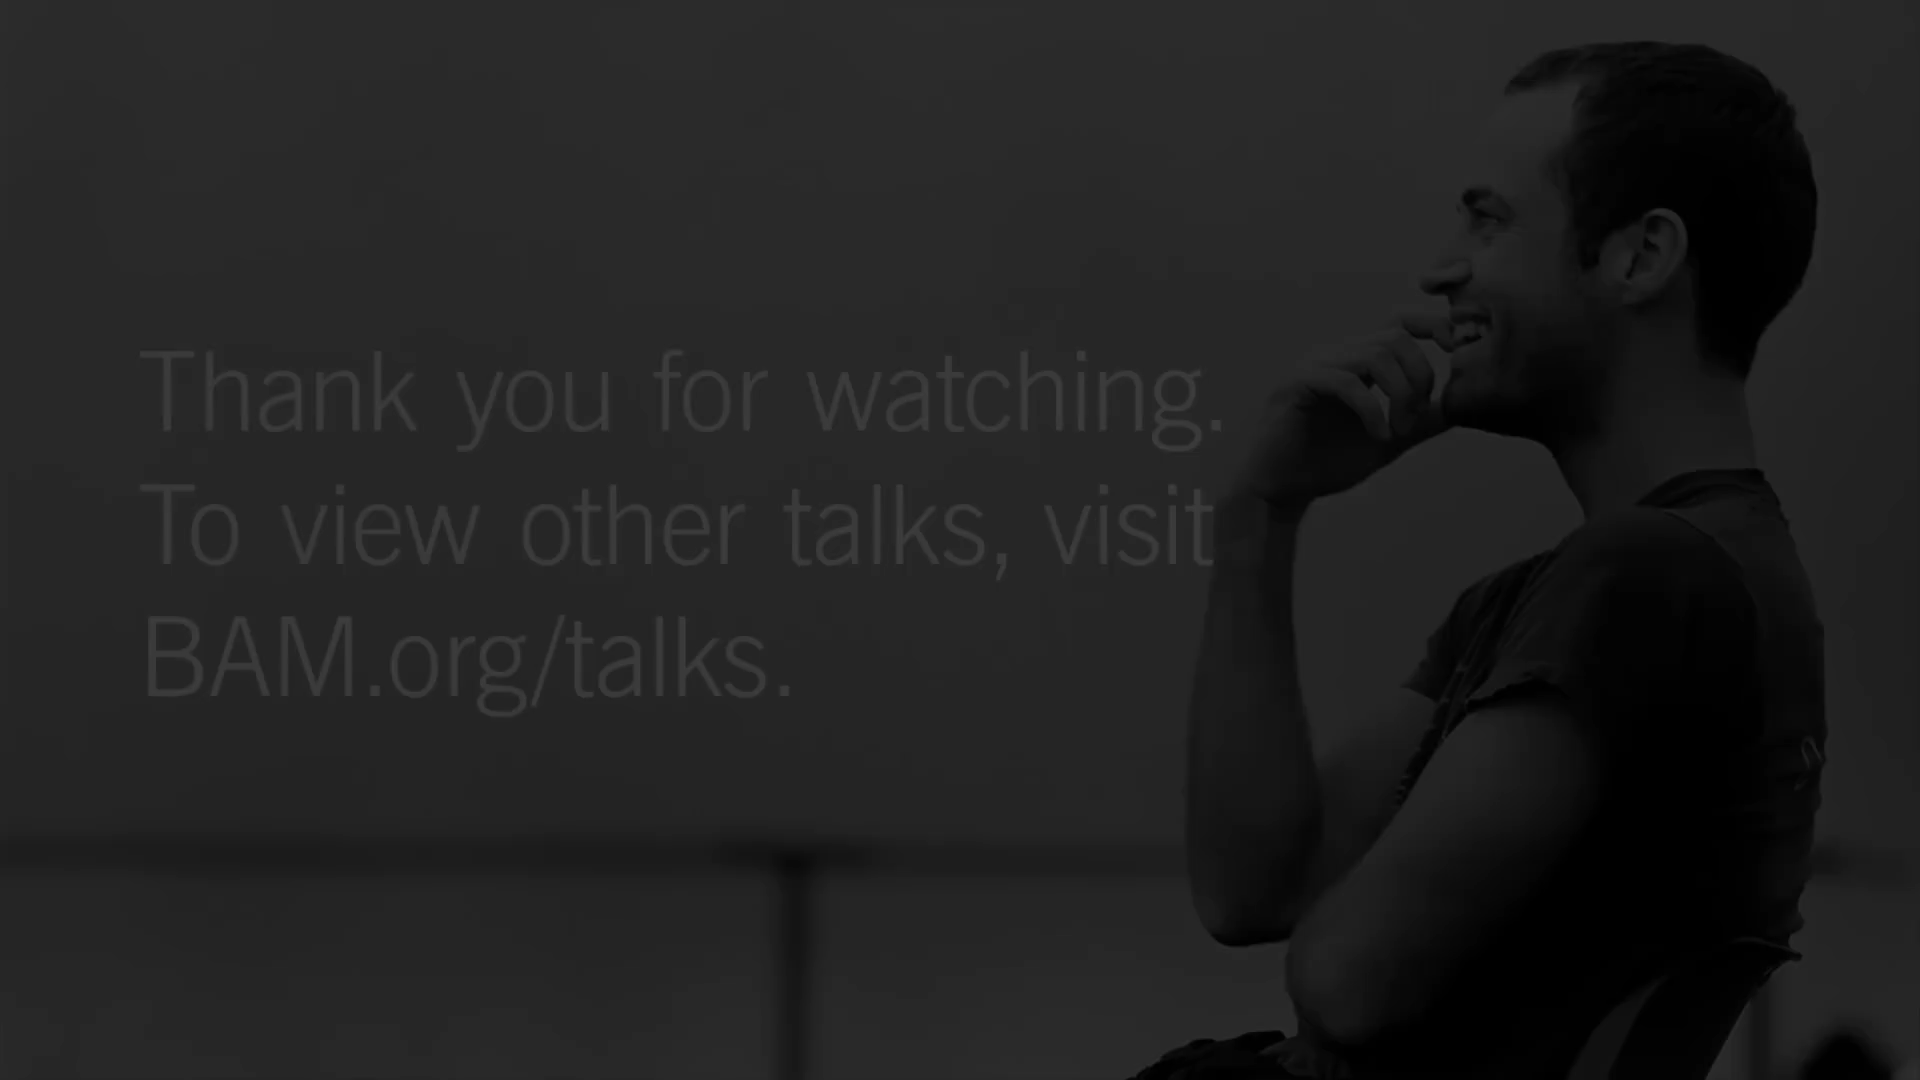 Thank you for watching.
To view other talks, visit
BAM.org/talks.